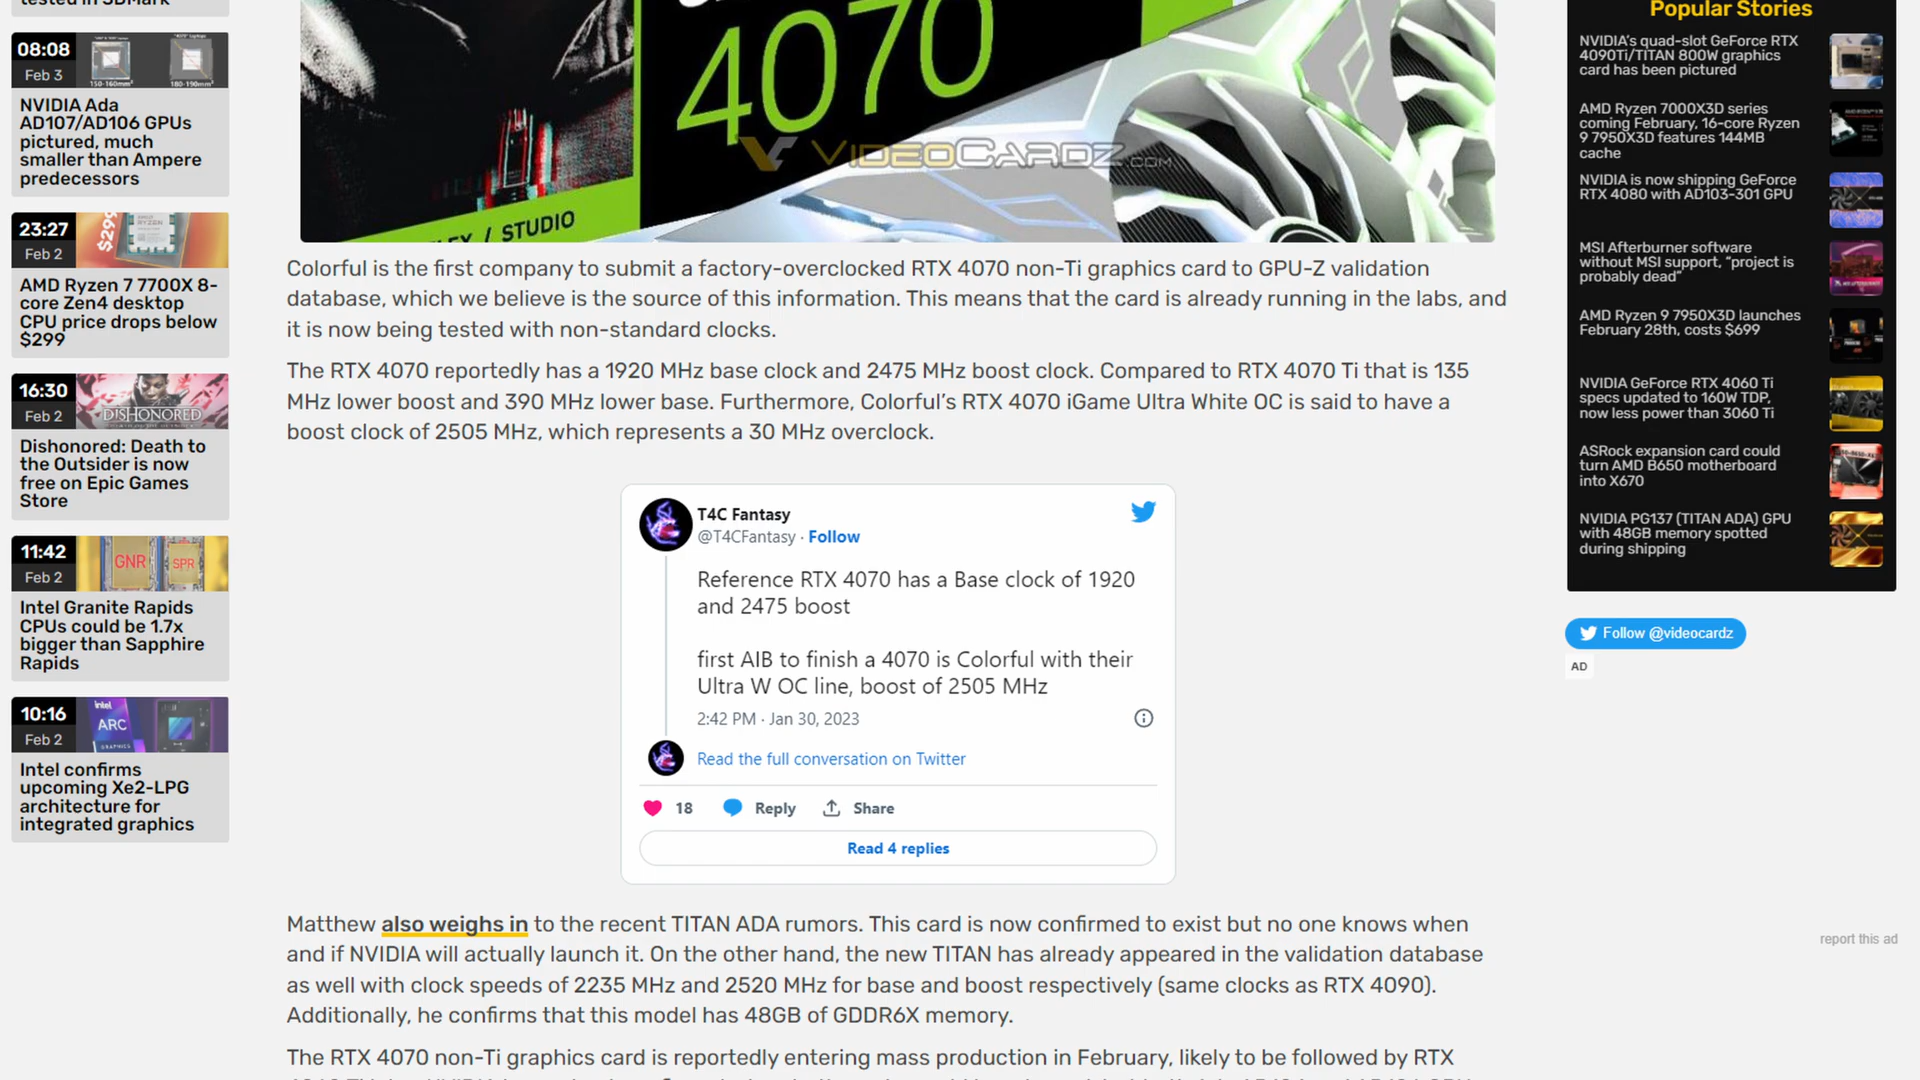 tested in 3DMark
08:08
Feb 3
150-160mm²
180-190mm²
NVIDIA Ada
AD107/AD106 GPUs
pictured, much
smaller than Ampere
predecessors
23:27
Feb 2
$299
RYZEN
AMD Ryzen 7 7700X 8-
core Zen4 desktop
CPU price drops below
$299
16:30
Feb 2
DISHONORED
Dishonored: Death to
the Outsider is now
free on Epic Games
Store
11:42
Feb 2
GNR
SPR
Intel Granite Rapids
CPUs could be 1.7x
bigger than Sapphire
Rapids
10:16
Feb 2
intel
ARC
GRAPHICS
Intel confirms
upcoming Xe2-LPG
architecture for
integrated graphics
4070
VIDEOCARDZ.COM
/ STUDIO
Colorful is the first company to submit a factory-overclocked RTX 4070 non-Ti graphics card to GPU-Z validation
database, which we believe is the source of this information. This means that the card is already running in the labs, and
it is now being tested with non-standard clocks.
The RTX 4070 reportedly has a 1920 MHz base clock and 2475 MHz boost clock. Compared to RTX 4070 Ti that is 135
MHz lower boost and 390 MHz lower base. Furthermore, Colorful's RTX 4070 iGame Ultra White OC is said to have a
boost clock of 2505 MHz, which represents a 30 MHz overclock.
T4C Fantasy
@T4CFantasy · Follow
Reference RTX 4070 has a Base clock of 1920
and 2475 boost
first AIB to finish a 4070 is Colorful with their
Ultra W OC line, boost of 2505 MHz
2:42 PM · Jan 30, 2023
Read the full conversation on Twitter
18 Reply Share
Read 4 replies
Matthew also weighs in to the recent TITAN ADA rumors. This card is now confirmed to exist but no one knows when
and if NVIDIA will actually launch it. On the other hand, the new TITAN has already appeared in the validation database
as well with clock speeds of 2235 MHz and 2520 MHz for base and boost respectively (same clocks as RTX 4090).
Additionally, he confirms that this model has 48GB of GDDR6X memory.
The RTX 4070 non-Ti graphics card is reportedly entering mass production in February, likely to be followed by RTX
Popular Stories
NVIDIA's quad-slot GeForce RTX
4090Ti/TITAN 800W graphics
card has been pictured
AMD Ryzen 7000X3D series
coming February, 16-core Ryzen
9 7950X3D features 144MB
cache
NVIDIA is now shipping GeForce
RTX 4080 with AD103-301 GPU
MSI Afterburner software
without MSI support, “project is
probably dead”
AMD Ryzen 9 7950X3D launches
February 28th, costs $699
NVIDIA GeForce RTX 4060 Ti
specs updated to 160W TDP,
now less power than 3060 Ti
ASRock expansion card could
turn AMD B650 motherboard
into X670
NVIDIA PG137 (TITAN ADA) GPU
with 48GB memory spotted
during shipping
Follow @videocardz
AD
report this ad